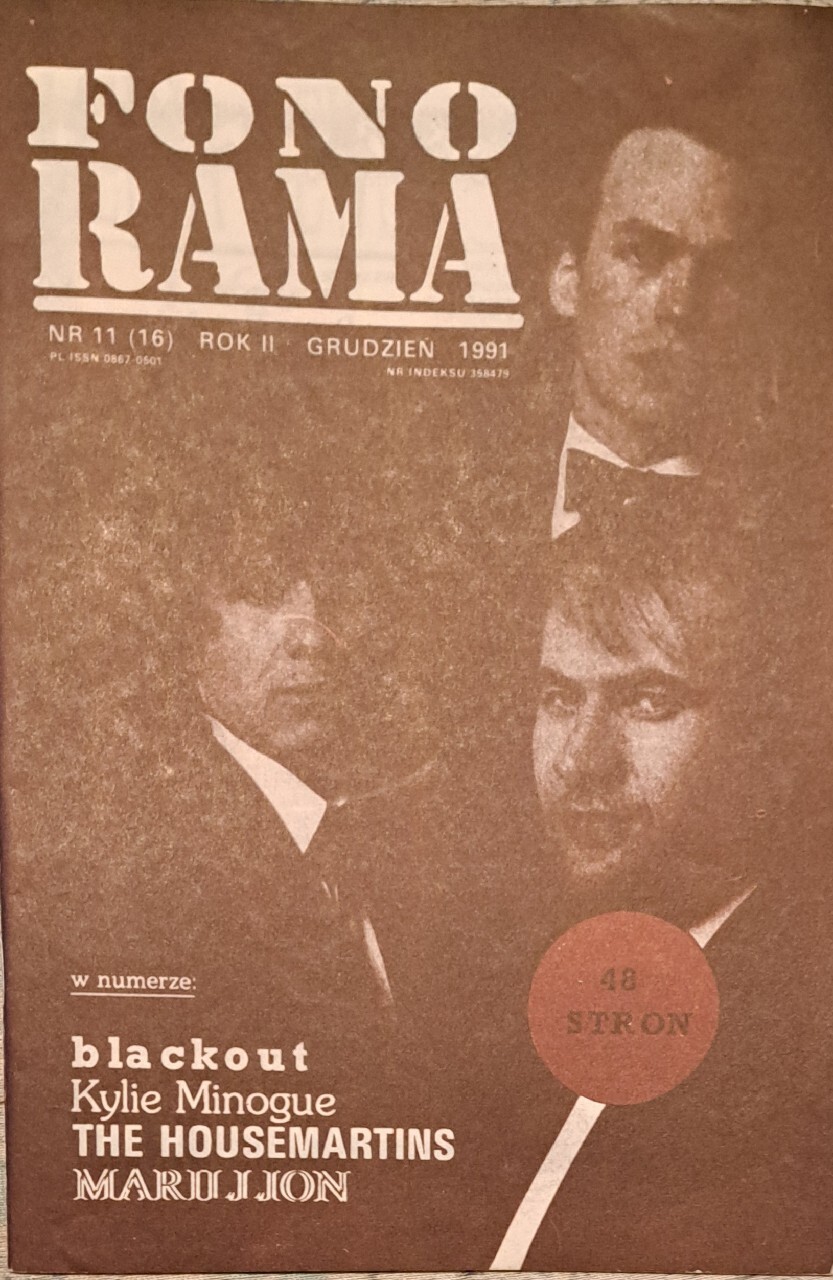 FONO
RAMA
NR 11 (16) ROK II GRUDZIEŃ 1991
PL ISSN 0867-0501
NR INDEKSU 358479
w numerze:
blackout
Kylie Minogue
THE HOUSEMARTINS
MARILLION
48
STRON